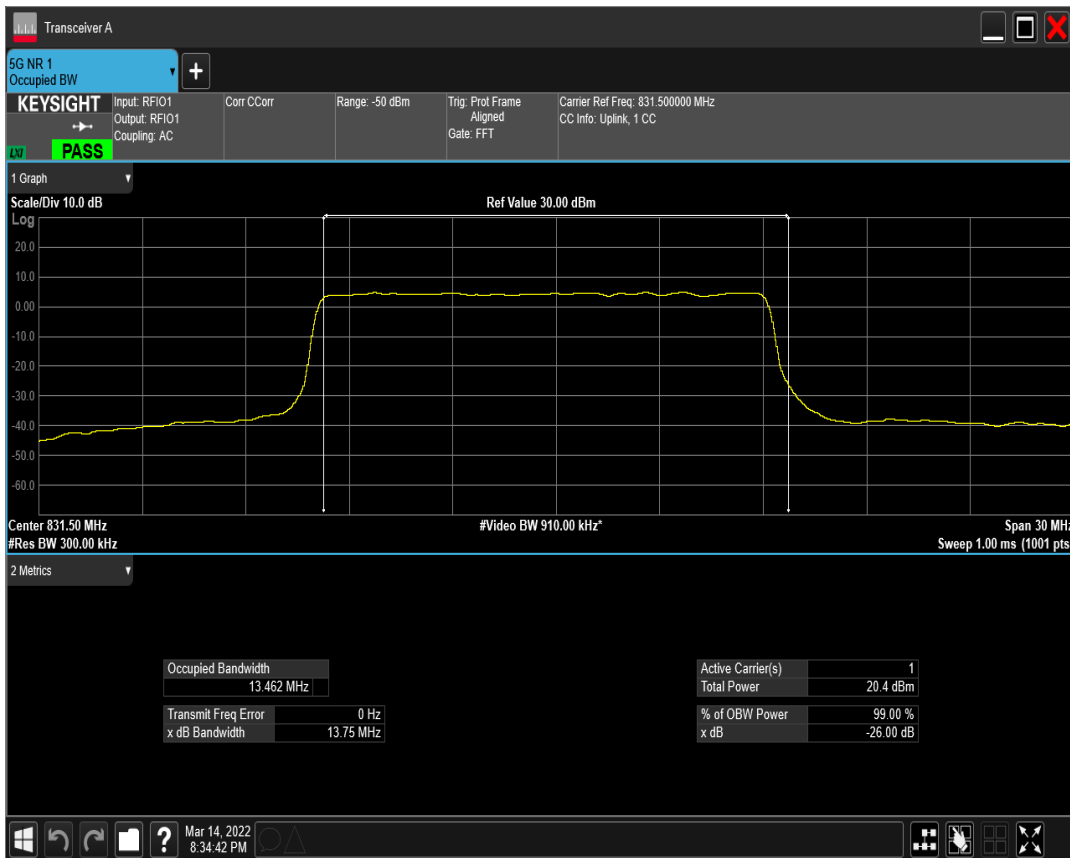 Transceiver A
5G NR 1
Occupied BW
+
KEYSIGHT
LXI
PASS
Input: RFIO1
Output: RFIO1
Coupling: AC
Corr CCorr
Range: -50 dBm
Trig: Prot Frame
Aligned
Gate: FFT
Carrier Ref Freq: 831.500000 MHz
CC Info: Uplink, 1 CC
1 Graph
Scale/Div 10.0 dB
Ref Value 30.00 dBm
Log
20.0
10.0
0.00
-10.0
-20.0
-30.0
-40.0
-50.0
-60.0
Center 831.50 MHz
#Video BW 910.00 kHz*
Span 30 MHz
#Res BW 300.00 kHz
Sweep 1.00 ms (1001 pts
2 Metrics
Occupied Bandwidth
13.462 MHz
Transmit Freq Error 0 Hz
x dB Bandwidth 13.75 MHz
Active Carrier(s) 1
Total Power 20.4 dBm
% of OBW Power 99.00 %
x dB -26.00 dB
?
Mar 14, 2022
8:34:42 PM